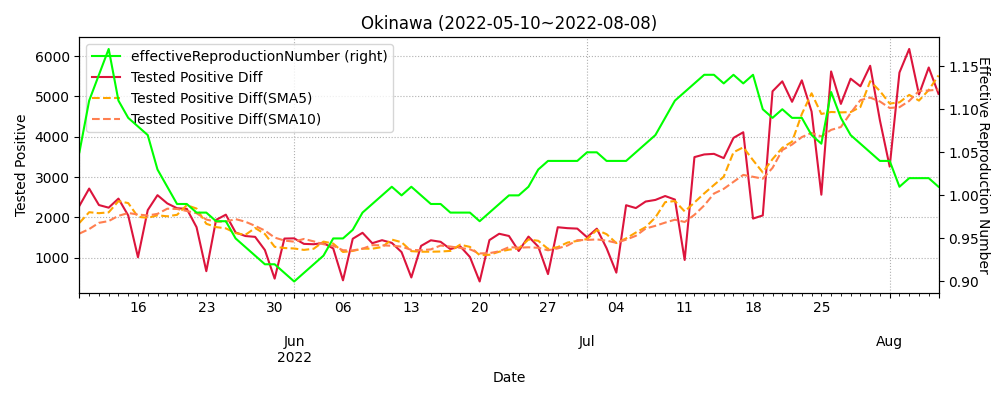 Okinawa (2022-05-10~2022-08-08)
effectiveReproductionNumber (right)
Tested Positive Diff
Tested Positive Diff(SMA5)
Tested Positive Diff(SMA10)
Tested Positive
6000
5000
4000
3000
2000
1000
Effective Reproduction Number
1.15
1.10
1.05
1.00
0.95
0.90
16 23 30 06 13 20 27 04 11 18 25
Jun Jul Aug
2022
Date